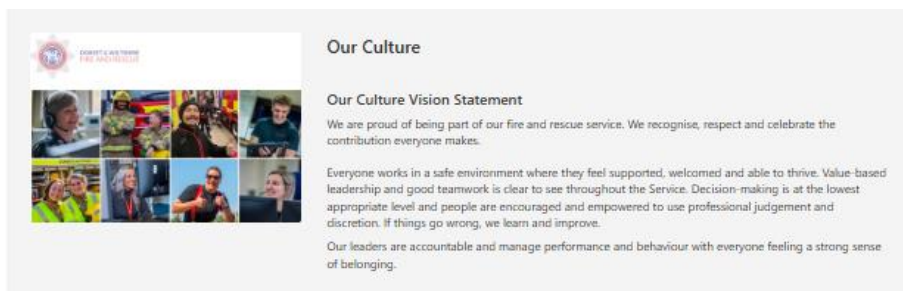 DORSET & WILTSHIRE
FIRE AND RESCUE
Our Culture
Our Culture Vision Statement
We are proud of being part of our fire and rescue service. We recognise, respect and celebrate the
contribution everyone makes.
Everyone works in a safe environment where they feel supported, welcomed and able to thrive. Value-based
leadership and good teamwork is clear to see throughout the Service. Decision-making is at the lowest
appropriate level and people are encouraged and empowered to use professional judgement and
discretion. If things go wrong, we learn and improve.
Our leaders are accountable and manage performance and behaviour with everyone feeling a strong sense
of belonging.